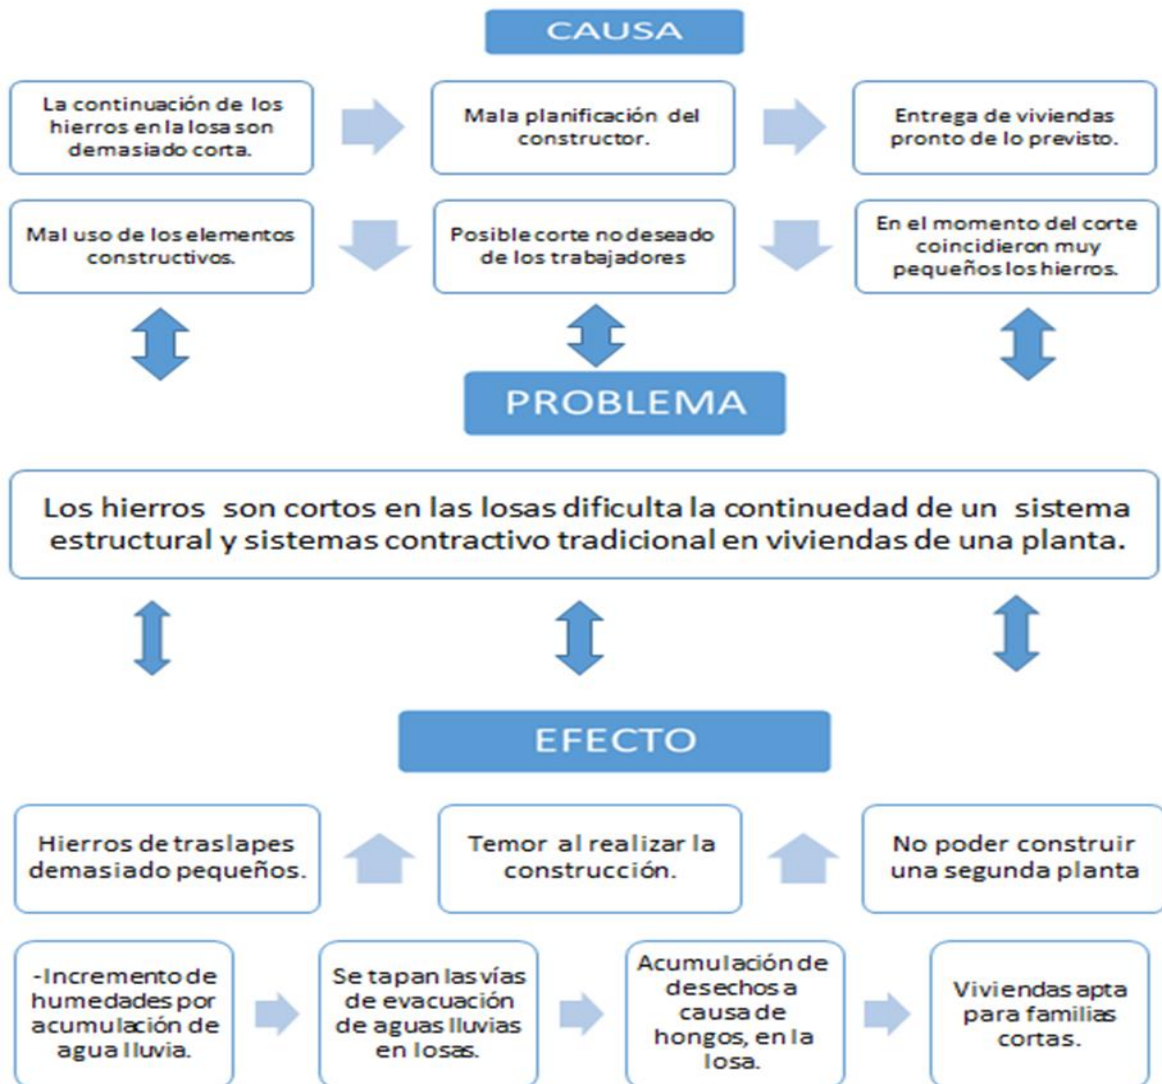 CAUSA
La continuación de los
hierros en la losa son
demasiado corta.
Mala planificación del
constructor.
Entrega de viviendas
pronto de lo previsto.
Mal uso de los elementos
constructivos.
Posible corte no deseado
de los trabajadores
En el momento del corte
coincidieron muy
pequeños los hierros.
PROBLEMA
Los hierros son cortos en las losas dificulta la continuedad de un sistema
estructural y sistemas contractivo tradicional en viviendas de una planta.
EFECTO
Hierros de traslapes
demasiado pequeños.
Temor al realizar la
construcción.
No poder construir
una segunda planta
-Incremento de
humedades por
acumulación de
agua lluvia.
Se tapan las vías
de evacuación
de aguas lluvias
en losas.
Acumulación de
desechos a
causa de
hongos, en la
losa.
Viviendas apta
para familias
cortas.